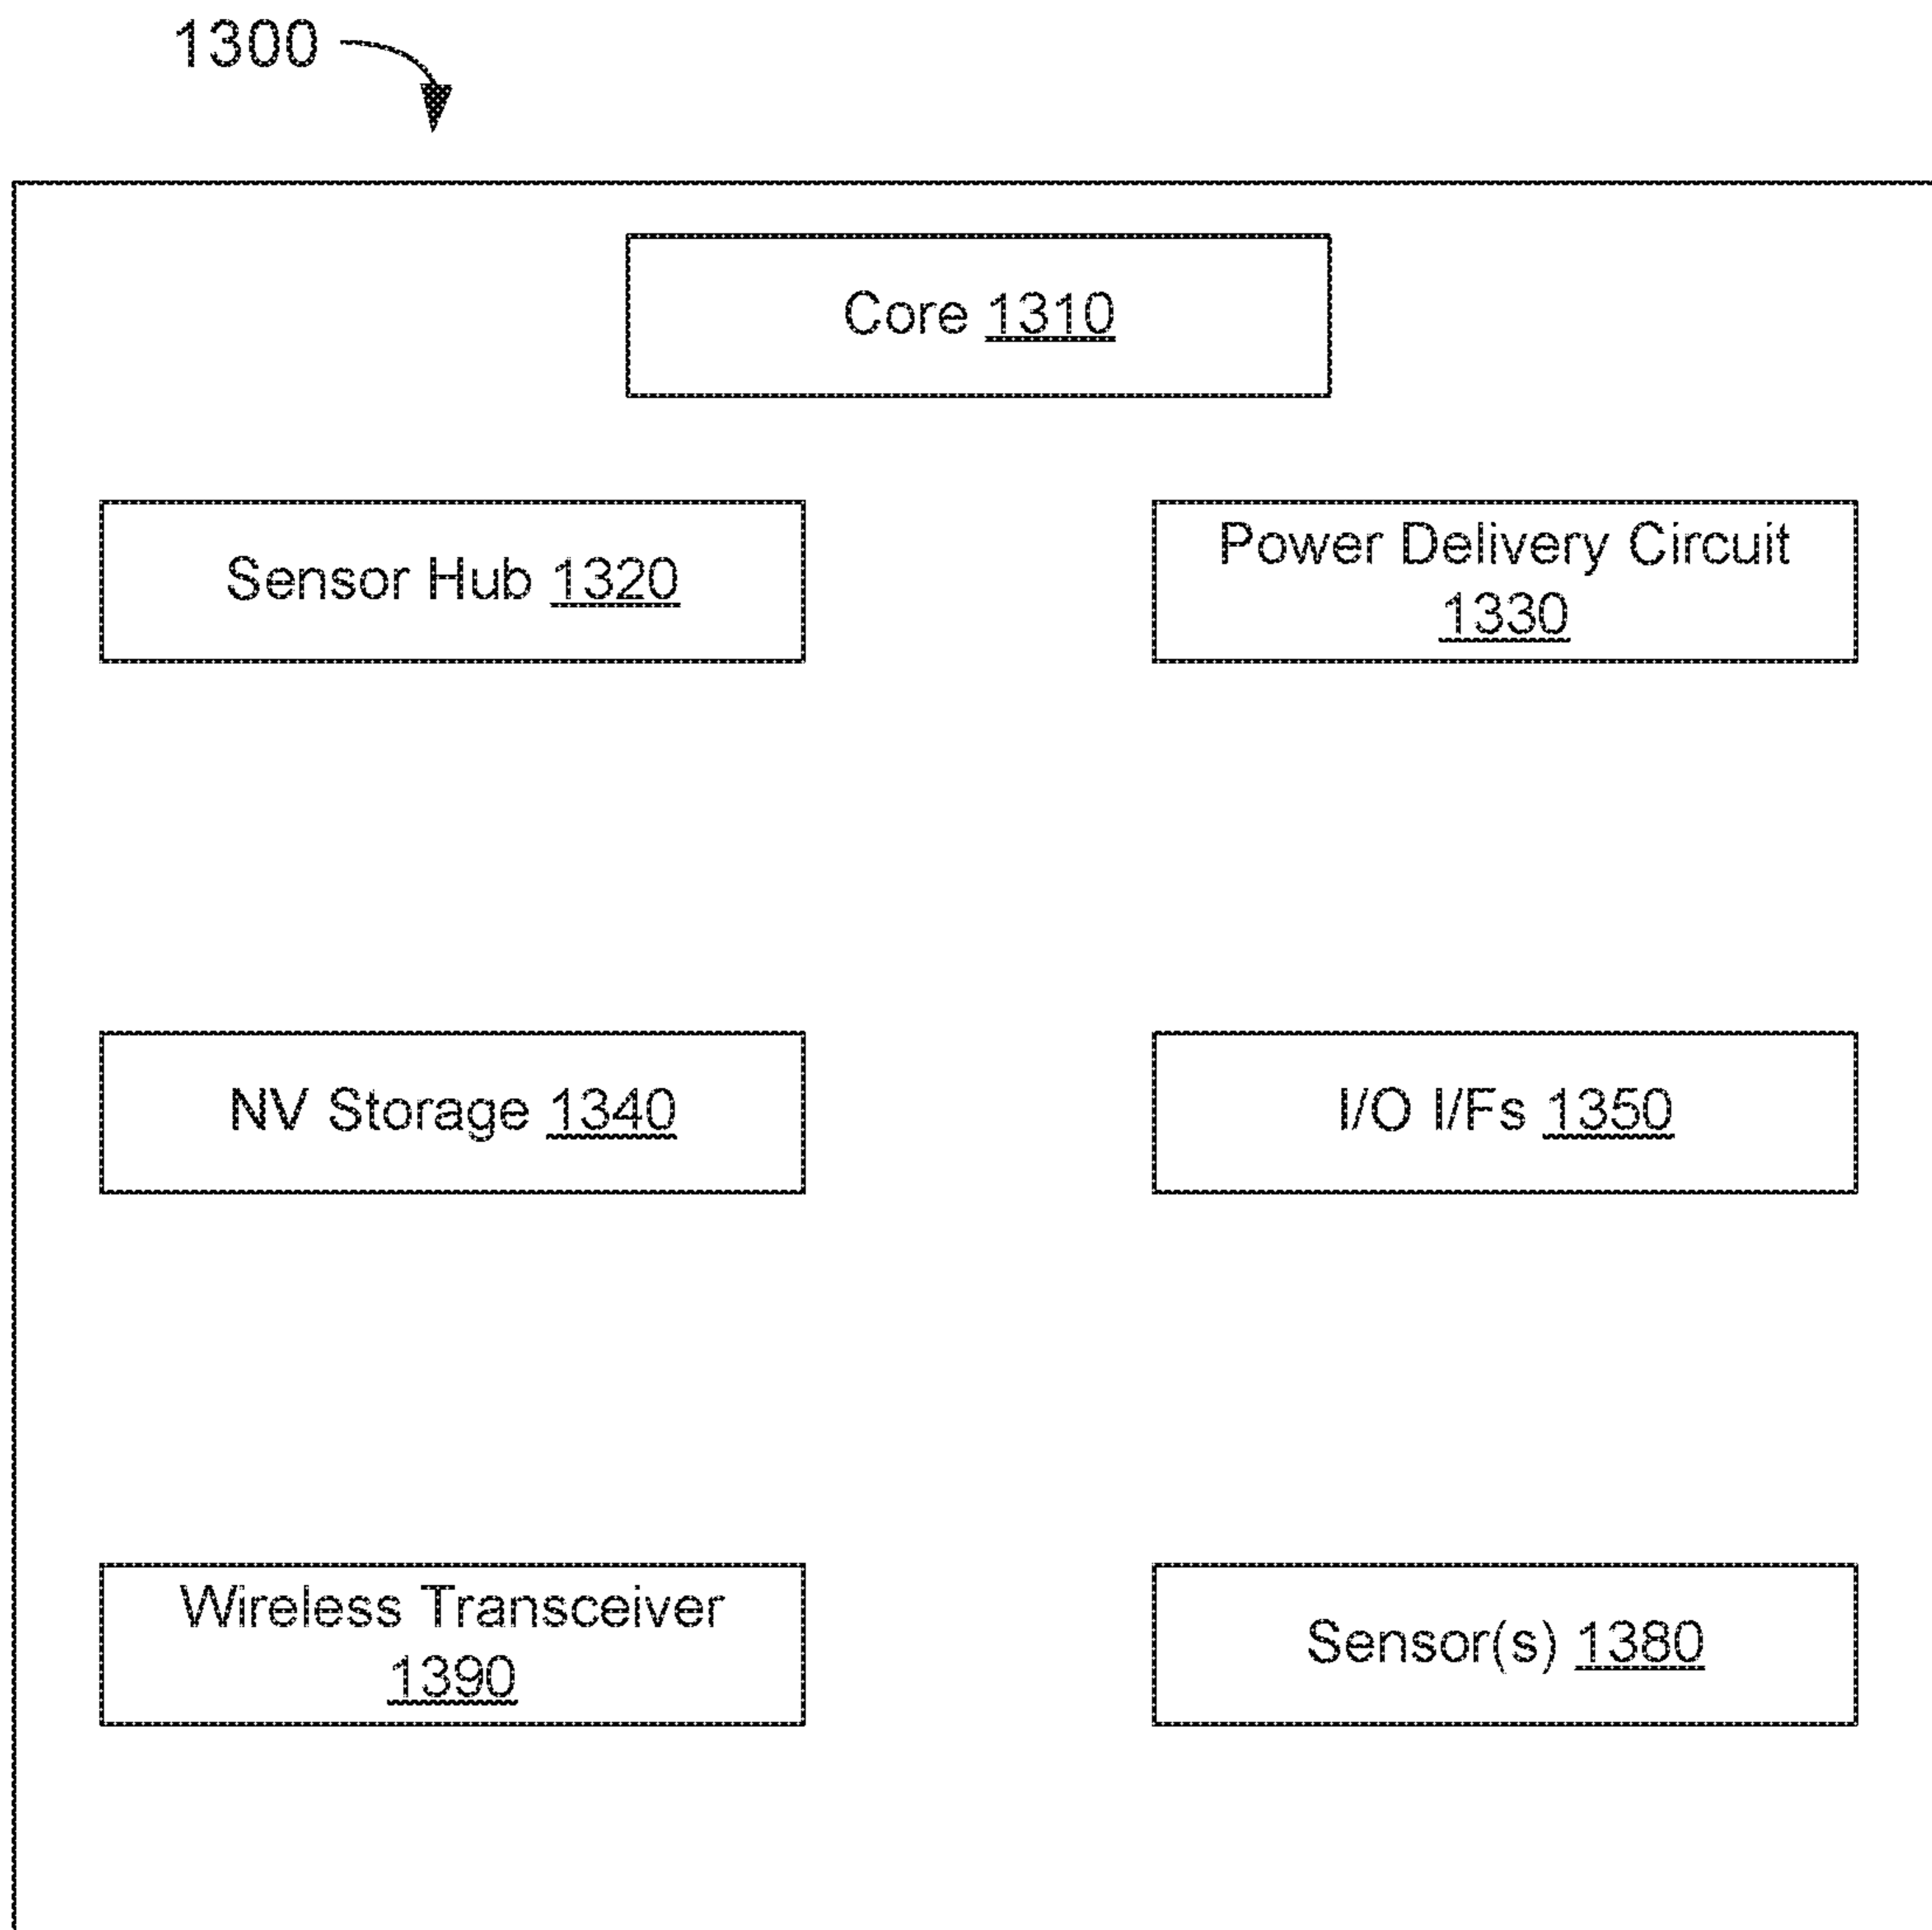 1300
Core 1310
Sensor Hub 1320
Power Delivery Circuit
1330
NV Storage 1340
I/O I/Fs 1350
Wireless Transceiver
1390
Sensor(s) 1380